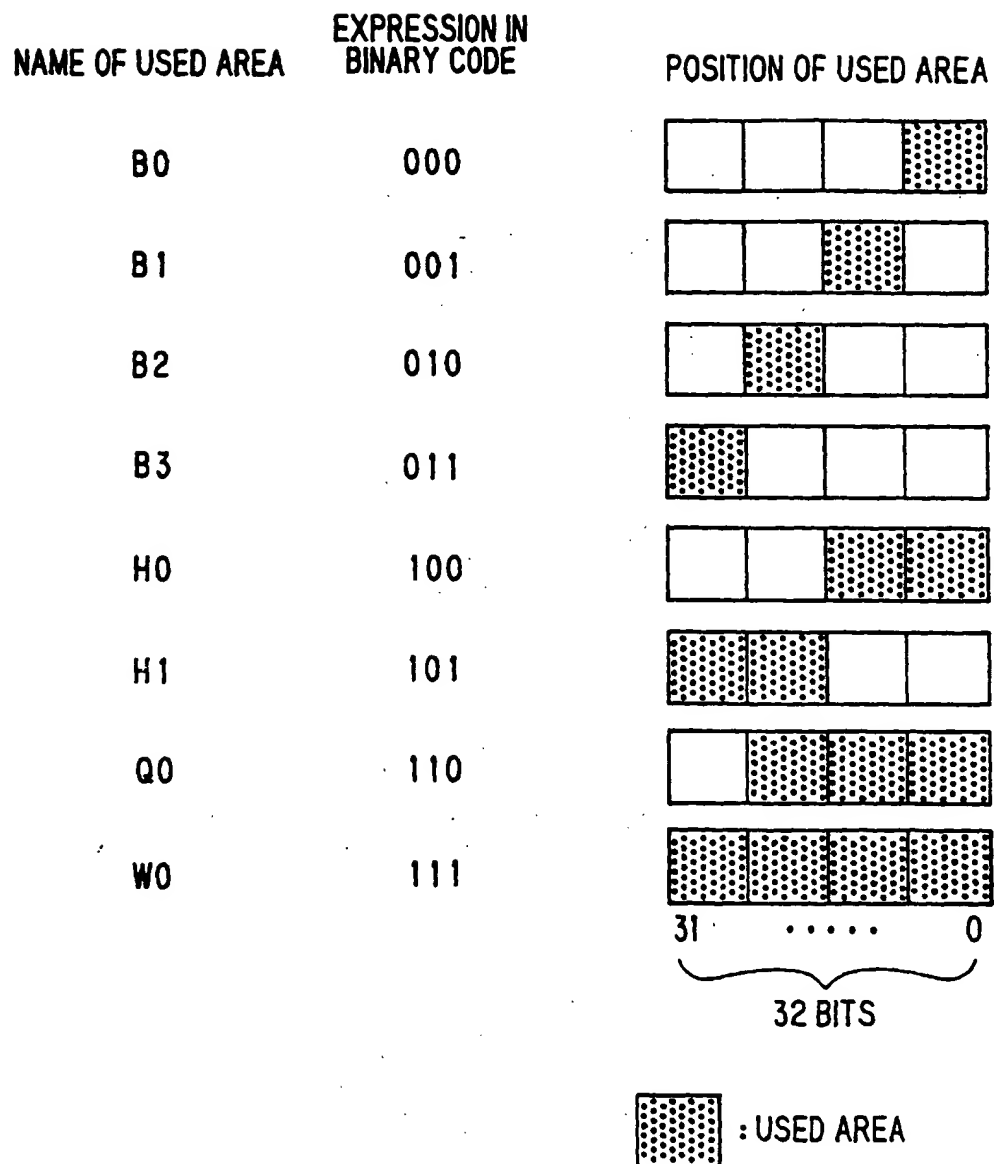 NAME OF USED AREA
EXPRESSION IN
BINARY CODE
POSITION OF USED AREA
B0 000
B1 001
B2 010
B3 011
H0 100
H1 101
Q0 110
W0 111
31 ..... 0
32 BITS
: USED AREA